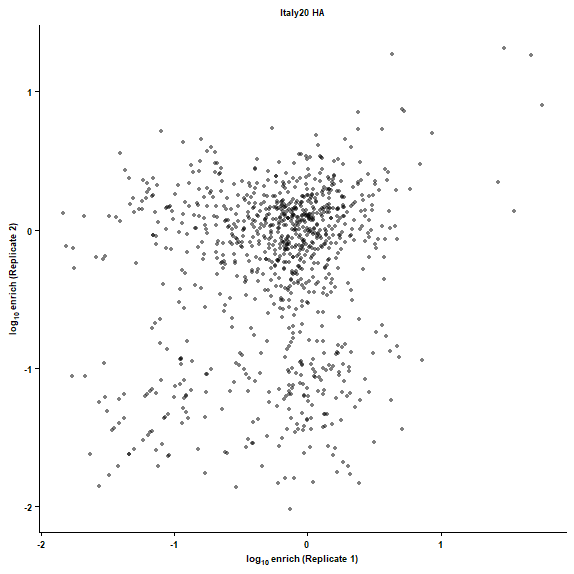 Italy20 HA
1
0
-1
-2
log10 enrich (Replicate 2)
-2
-1
0
1
log10 enrich (Replicate 1)